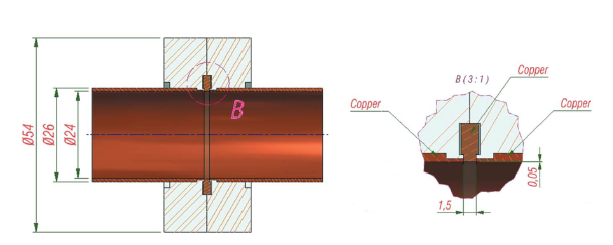 Ø54
Ø26
Ø24
B
B ( 3 : 1 )
Copper
Copper
Copper
1,5
0,05